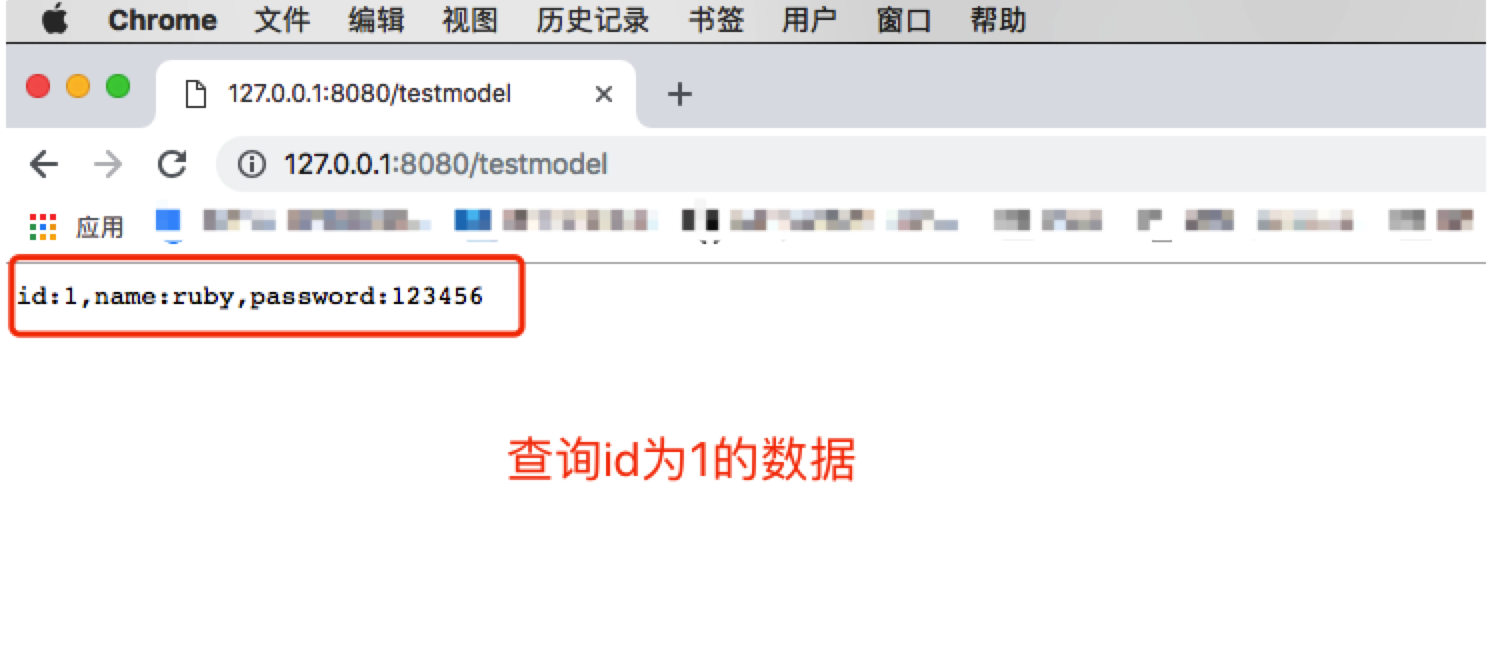 Chrome 文件 编辑 视图 历史记录 书签 用户 窗口 帮助
127.0.0.1:8080/testmodel
127.0.0.1:8080/testmodel
应用
id:1,name:ruby,password:123456
查询id为1的数据